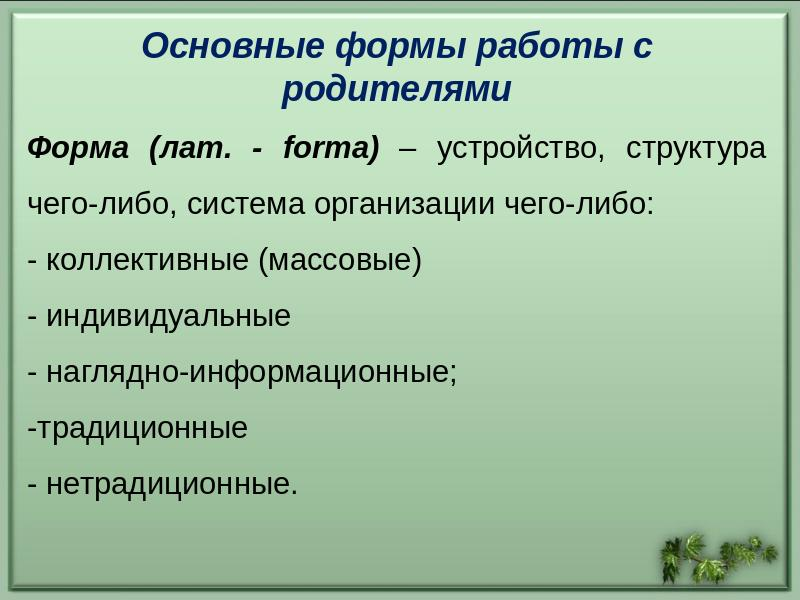 Основные формы работы с
родителями
Форма (лат. - forma) – устройство, структура
чего-либо, система организации чего-либо:
- коллективные (массовые)
- индивидуальные
- наглядно-информационные;
-традиционные
- нетрадиционные.